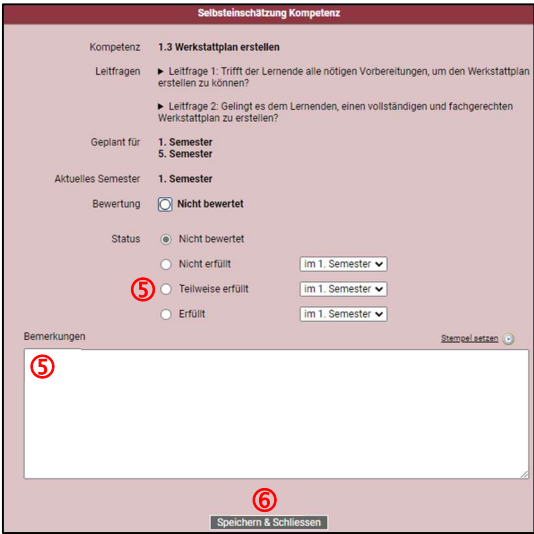 Selbsteinschätzung Kompetenz
Kompetenz 1.3 Werkstattplan erstellen
Leitfragen ▶ Leitfrage 1: Trifft der Lernende alle nötigen Vorbereitungen, um den Werkstattplan
erstellen zu können?
▶ Leitfrage 2: Gelingt es dem Lernenden, einen vollständigen und fachgerechten
Werkstattplan zu erstellen?
Geplant für 1. Semester
5. Semester
Aktuelles Semester 1. Semester
Bewertung Nicht bewertet
Status Nicht bewertet
Nicht erfüllt im 1. Semester
⑤ Teilweise erfüllt im 1. Semester
Erfüllt im 1. Semester
Bemerkungen Stempel setzen
⑤
⑥
Speichern & Schliessen